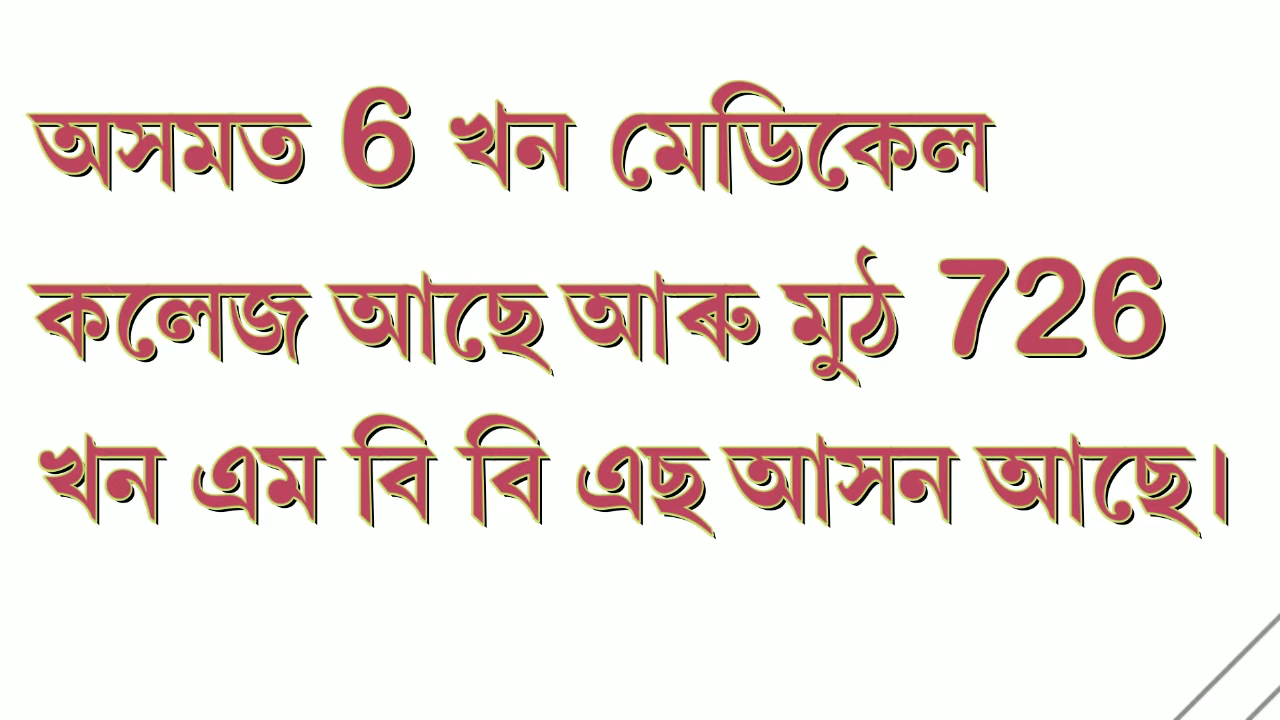 অসমত 6 খন মেডিকেল
কলেজ আছে আৰু মুঠ 726
খন এম বি বি এছ আসন আছে।